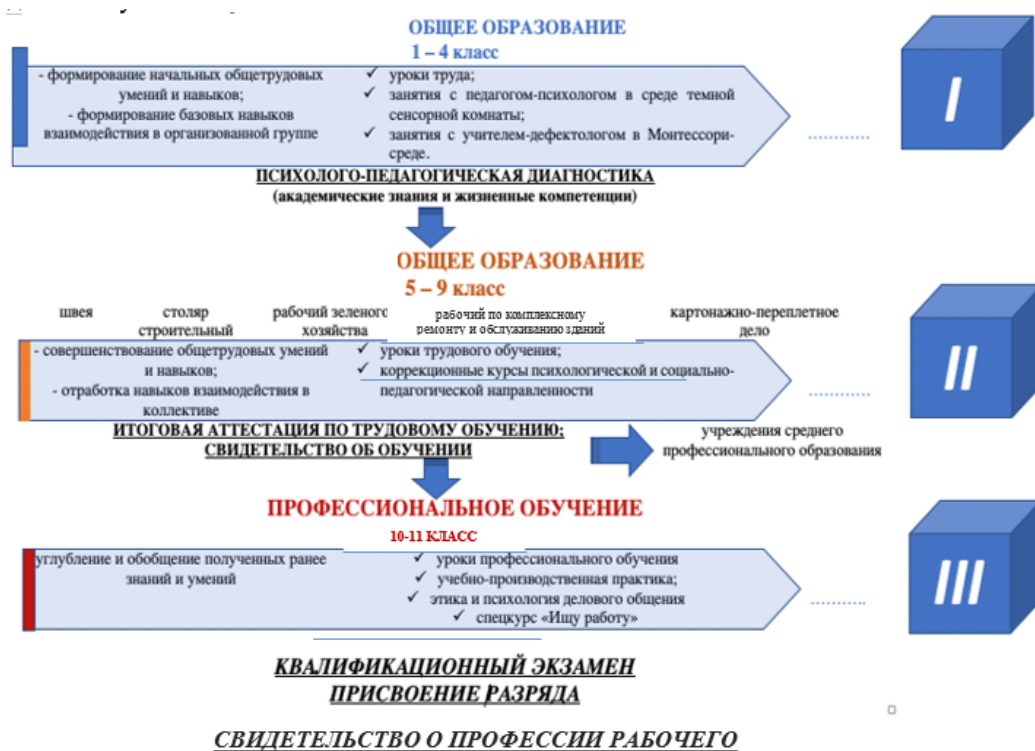 ОБЩЕЕ ОБРАЗОВАНИЕ
1 – 4 класс
- формирование начальных общетрудовых
умений и навыков;
- формирование базовых навыков
взаимодействия в организованной группе
✓ уроки труда;
✓ занятия с педагогом-психологом в среде темной
сенсорной комнаты;
✓ занятия с учителем-дефектологом в Монтессори-
среде.
............
I
ПСИХОЛОГО-ПЕДАГОГИЧЕСКАЯ ДИАГНОСТИКА
(академические знания и жизненные компетенции)
ОБЩЕЕ ОБРАЗОВАНИЕ
5 – 9 класс
швея
столяр
строительный
рабочий зеленого
хозяйства
рабочий по комплексному
ремонту и обслуживанию зданий
картонажно-переплетное
дело
- совершенствование общетрудовых умений
и навыков;
- отработка навыков взаимодействия в
коллективе
✓ уроки трудового обучения;
✓ коррекционные курсы психологической и социально-
педагогической направленности
............
II
ИТОГОВАЯ АТТЕСТАЦИЯ ПО ТРУДОВОМУ ОБУЧЕНИЮ;
СВИДЕТЕЛЬСТВО ОБ ОБУЧЕНИИ
учреждения среднего
профессионального образования
ПРОФЕССИОНАЛЬНОЕ ОБУЧЕНИЕ
10-11 КЛАСС
углубление и обобщение полученных ранее
знаний и умений
✓ уроки профессионального обучения
✓ учебно-производственная практика;
✓ этика и психология делового общения
✓ спецкурс «Ищу работу»
...........
III
КВАЛИФИКАЦИОННЫЙ ЭКЗАМЕН
ПРИСВОЕНИЕ РАЗРЯДА
СВИДЕТЕЛЬСТВО О ПРОФЕССИИ РАБОЧЕГО